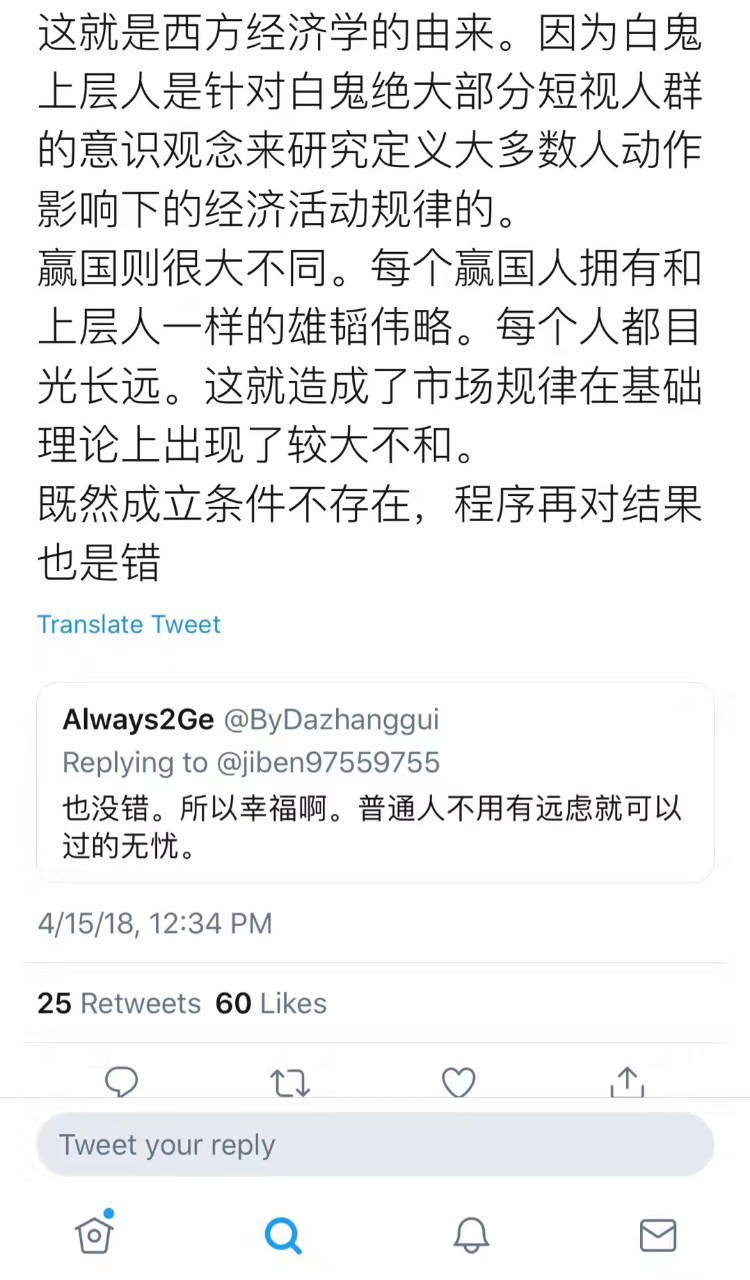 这就是西方经济学的由来。因为白鬼
上层人是针对白鬼绝大部分短视人群
的意识观念来研究定义大多数人动作
影响下的经济活动规律的。
赢国则很大不同。每个赢国人拥有和
上层人一样的雄韬伟略。每个人都目
光长远。这就造成了市场规律在基础
理论上出现了较大不和。
既然成立条件不存在，程序再对结果
也是错
Translate Tweet
Always2Ge @ByDazhanggui
Replying to @jiben97559755
也没错。所以幸福啊。普通人不用有远虑就可以
过的无忧。
4/15/18, 12:34 PM
25 Retweets 60 Likes
Tweet your reply